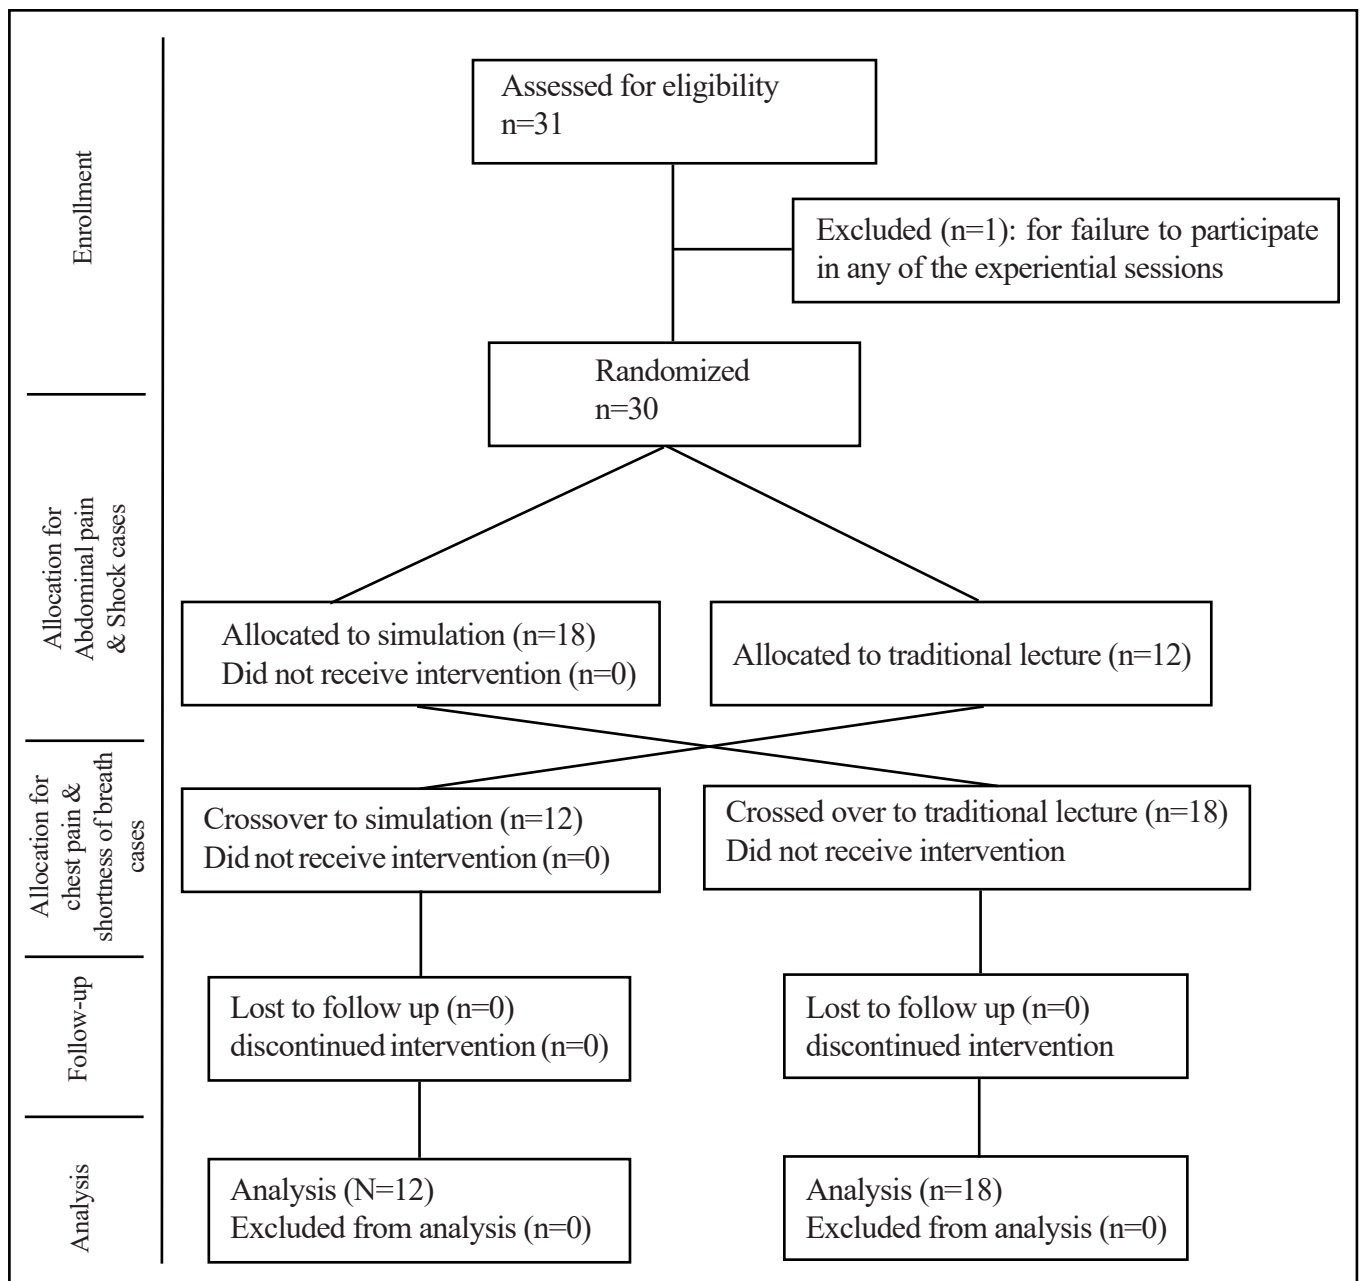 Enrollment
Assessed for eligibility
n=31
Excluded (n=1): for failure to participate
in any of the experiential sessions
Randomized
n=30
Allocation for
Abdominal pain
& Shock cases
Allocated to simulation (n=18)
Did not receive intervention (n=0)
Allocated to traditional lecture (n=12)
Allocation for
chest pain &
shortness of breath
cases
Crossover to simulation (n=12)
Did not receive intervention (n=0)
Crossed over to traditional lecture (n=18)
Did not receive intervention
Follow-up
Lost to follow up (n=0)
discontinued intervention (n=0)
Lost to follow up (n=0)
discontinued intervention
Analysis
Analysis (N=12)
Excluded from analysis (n=0)
Analysis (n=18)
Excluded from analysis (n=0)